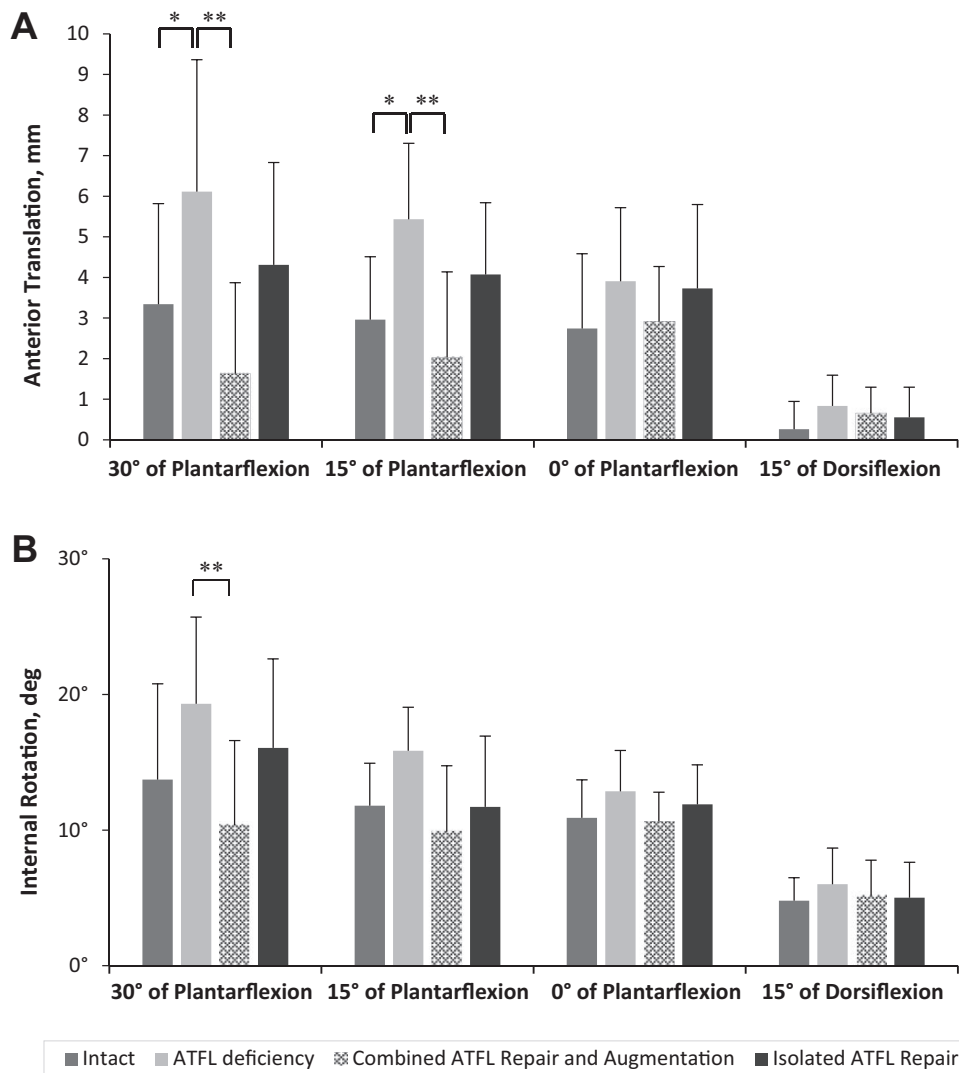 A
10
9
8
7
6
5
4
3
2
1
0
Anterior Translation, mm
* **
* **
30° of Plantarflexion 15° of Plantarflexion 0° of Plantarflexion 15° of Dorsiflexion
B
30°
20°
10°
0°
Internal Rotation, deg
**
30° of Plantarflexion 15° of Plantarflexion 0° of Plantarflexion 15° of Dorsiflexion
Intact ATFL deficiency Combined ATFL Repair and Augmentation Isolated ATFL Repair